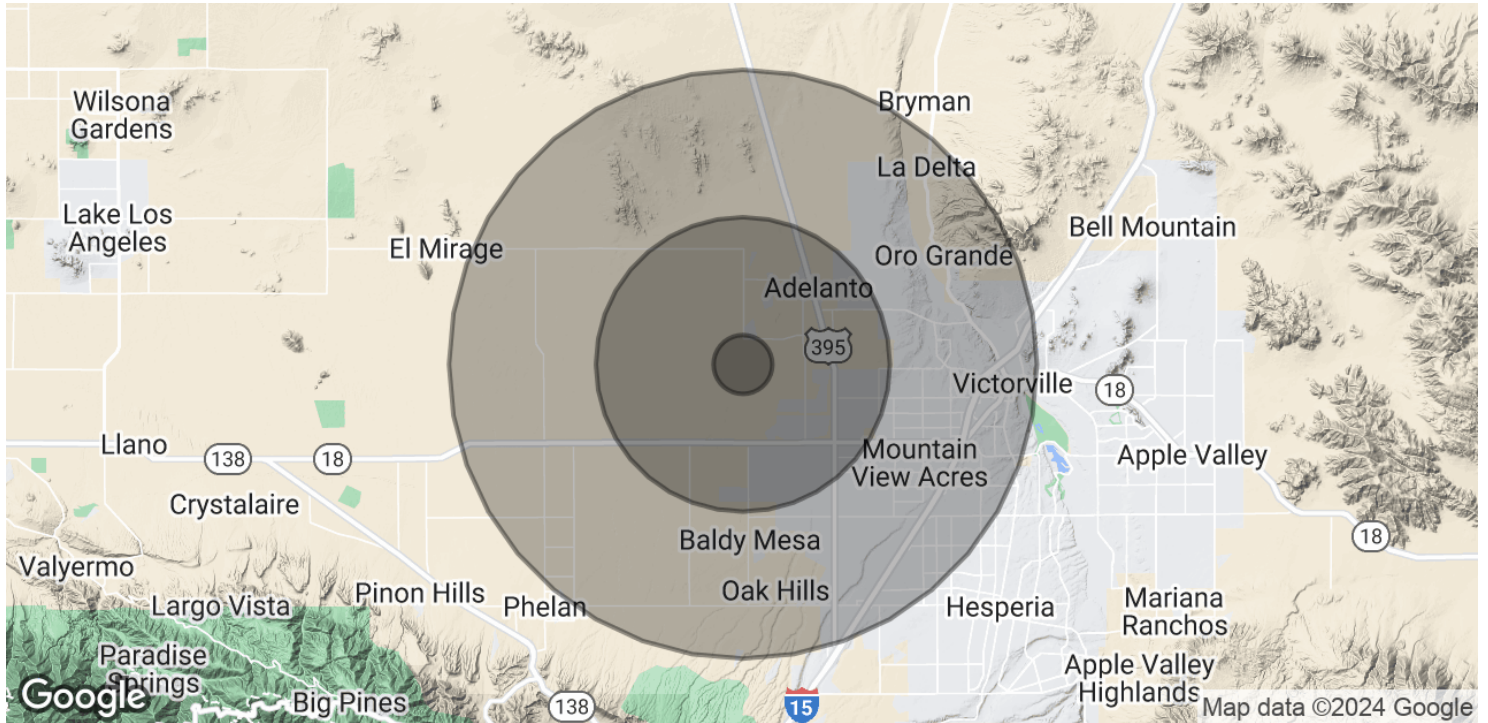 Bryman
Wilsona
Gardens
La Delta
Lake Los
Angeles
Bell Mountain
El Mirage
Oro Grande
Adelanto
395
Victorville
18
Llano
138
18
Mountain
View Acres
Apple Valley
Crystalaire
18
Baldy Mesa
Valyermo
Oak Hills
Pinon Hills
Largo Vista
Phelan
Hesperia
Mariana
Ranchos
Paradise
Springs
Apple Valley
Highlands
Google
Big Pines
138
15
Map data ©2024 Google